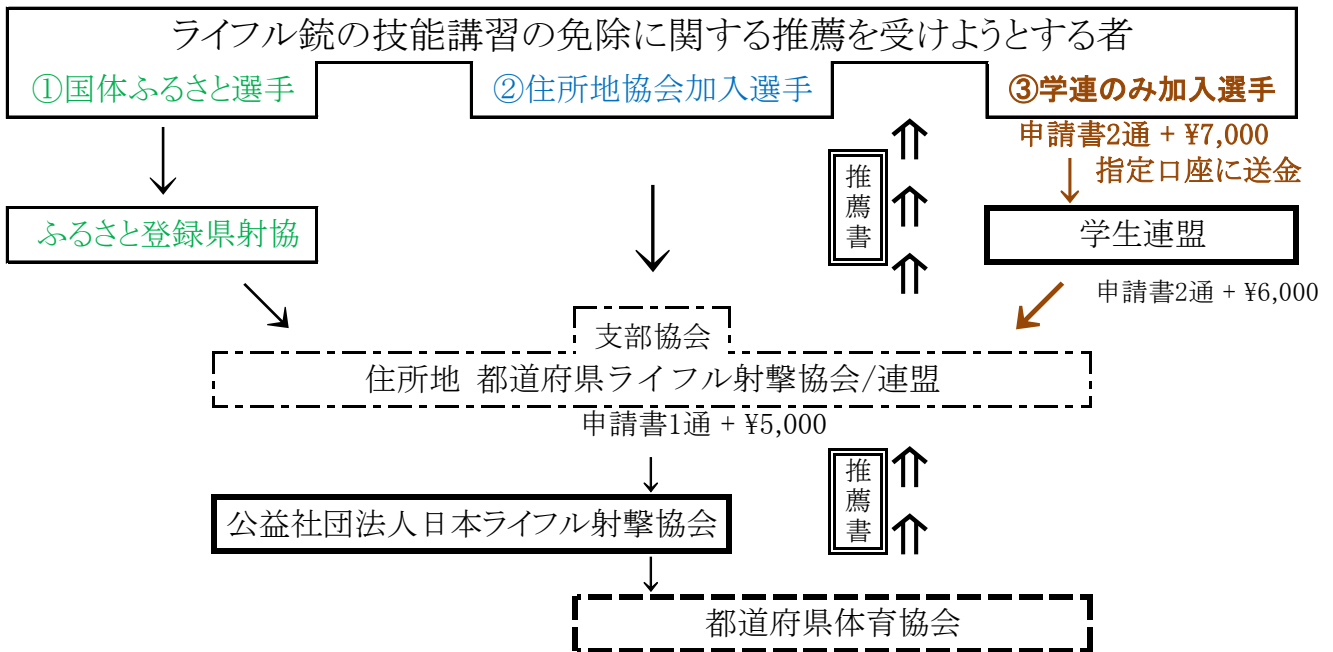 ライフル銃の技能講習の免除に関する推薦を受けようとする者
①国体ふるさと選手
②住所地協会加入選手
③学連のみ加入選手
申請書2通 + ¥7,000
指定口座に送金
推薦書
ふるさと登録県射協
学生連盟
申請書2通 + ¥6,000
支部協会
住所地 都道府県ライフル射撃協会/連盟
申請書1通 + ¥5,000
推薦書
公益社団法人日本ライフル射撃協会
都道府県体育協会